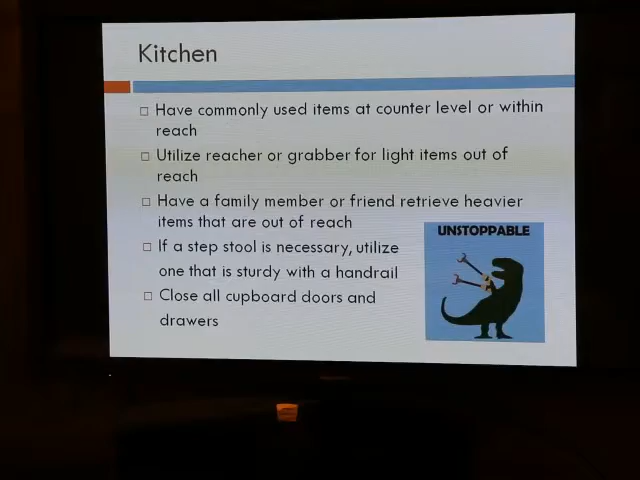 Kitchen
Have commonly used items at counter level or within
reach
Utilize reacher or grabber for light items out of
reach
Have a family member or friend retrieve heavier
items that are out of reach
UNSTOPPABLE
If a step stool is necessary, utilize
one that is sturdy with a handrail
Close all cupboard doors and
drawers